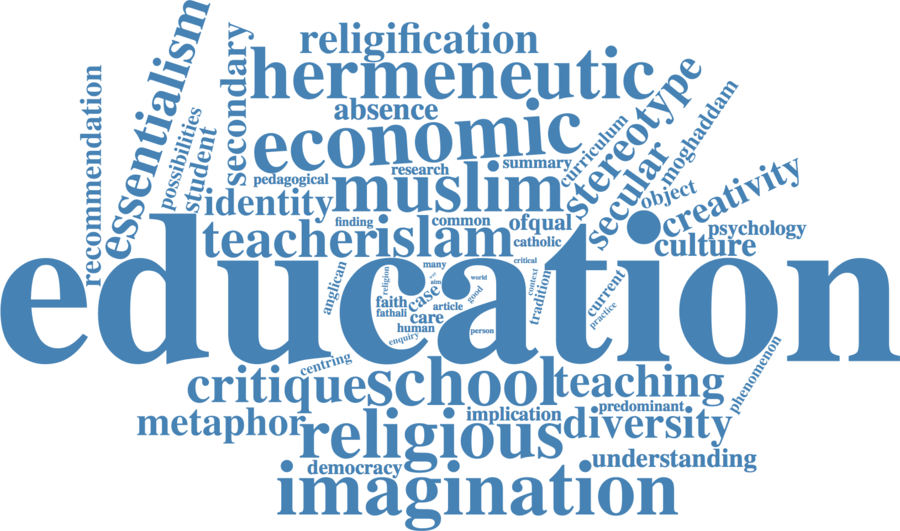 religification
hermeneutic
absence
economic
essentialism
recommendation
possibilities
student
secondary
curriculum
stereotype
moghaddam
secular
object
creativity
summary
research
pedagogical
muslim
identity
finding
common
ofqual
psychology
culture
teacher
islam
catholic
education
anglican
religion
many
critical
world
aim
case
good
faith
fathali
article
care
human
person
enquiry
context
tradition
current
practice
centring
critique
school
teaching
phenomenon
metaphor
religious
implication
predominant
diversity
democracy
understanding
imagination